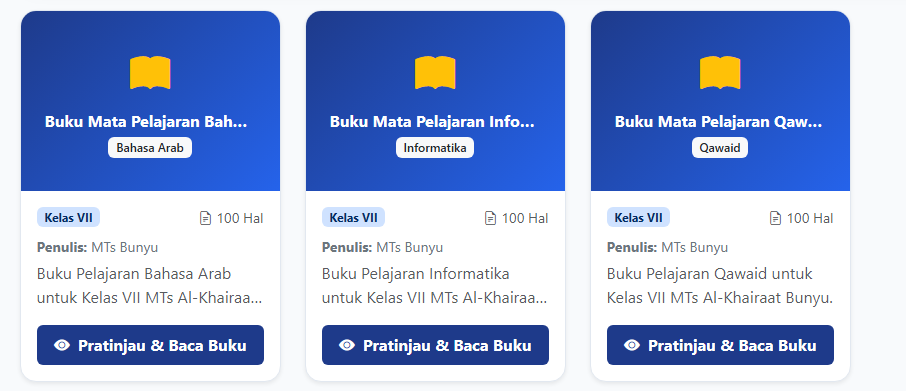 Buku Mata Pelajaran Bah...
Bahasa Arab
Kelas VII
100 Hal
Penulis: MTs Bunyu
Buku Pelajaran Bahasa Arab
untuk Kelas VII MTs Al-Khairaa...
Pratinjau & Baca Buku
Buku Mata Pelajaran Info...
Informatika
Kelas VII
100 Hal
Penulis: MTs Bunyu
Buku Pelajaran Informatika
untuk Kelas VII MTs Al-Khairaa...
Pratinjau & Baca Buku
Buku Mata Pelajaran Qaw...
Qawaid
Kelas VII
100 Hal
Penulis: MTs Bunyu
Buku Pelajaran Qawaid untuk
Kelas VII MTs Al-Khairaat Bunyu.
Pratinjau & Baca Buku